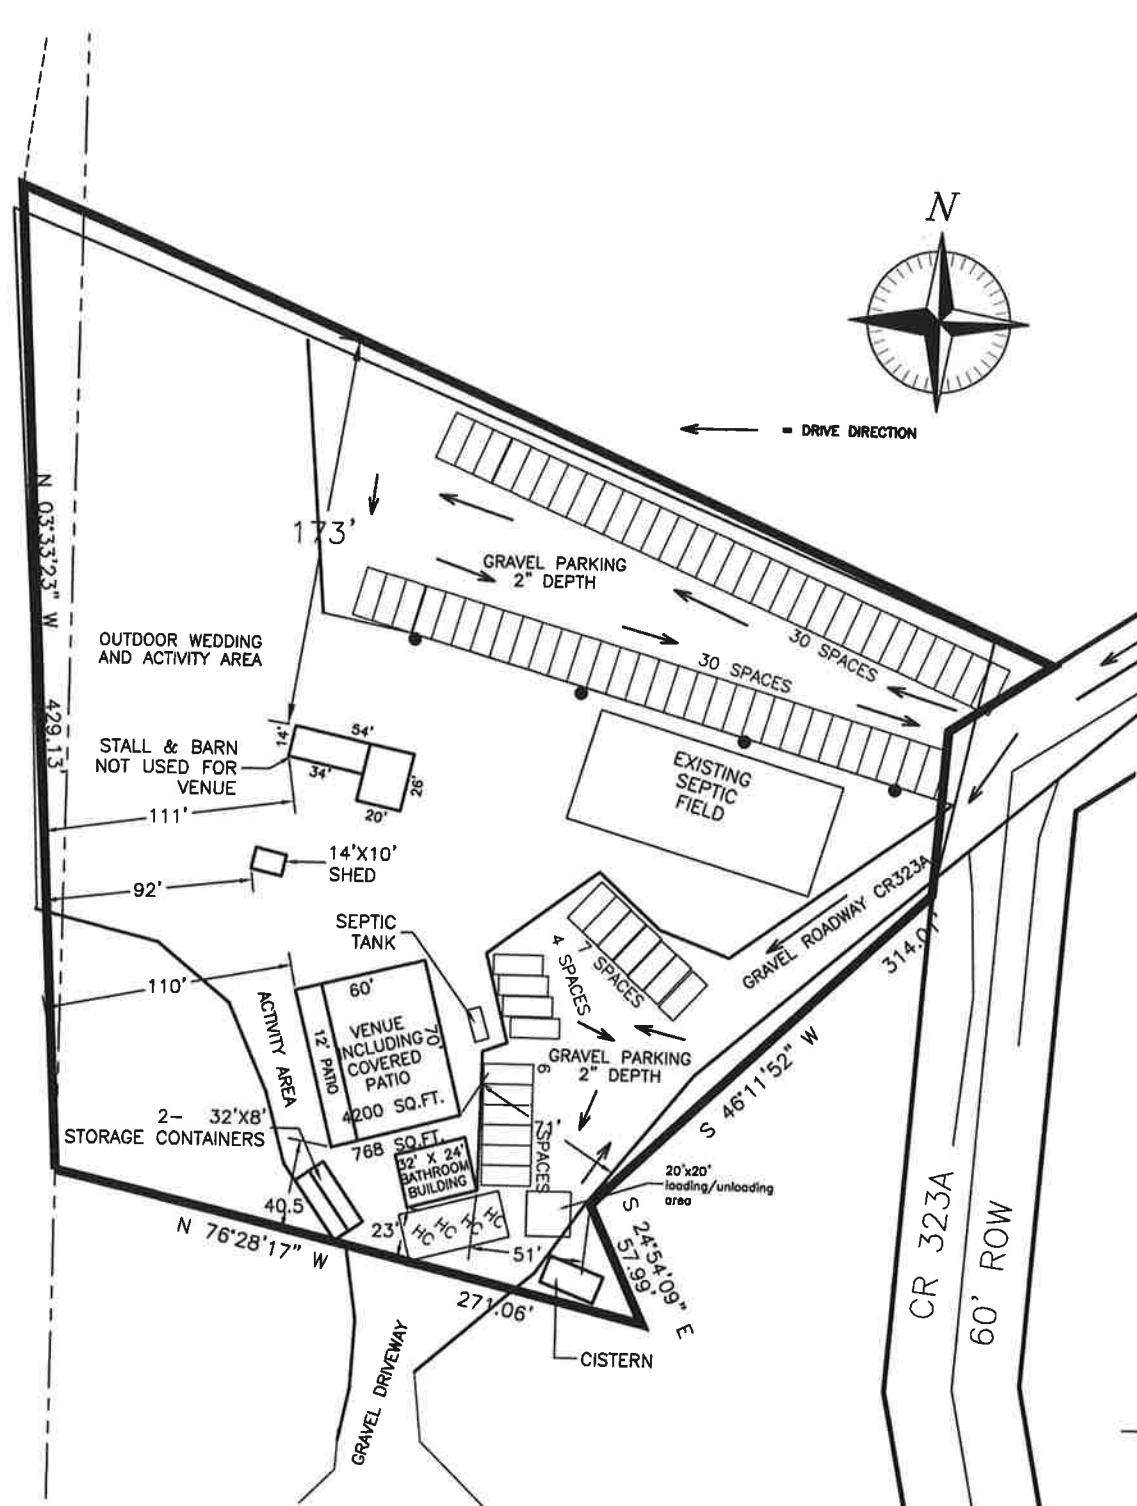 N
= DRIVE DIRECTION
173'
GRAVEL PARKING
2" DEPTH
30 SPACES
30 SPACES
N 03°33'23" W
429.13'
OUTDOOR WEDDING
AND ACTIVITY AREA
14'
54'
34'
26'
20'
STALL & BARN
NOT USED FOR
VENUE
111'
EXISTING
SEPTIC
FIELD
14'X10'
SHED
92'
SEPTIC
TANK
GRAVEL ROADWAY CR323A
314.01'
S 46°11'52" W
4 SPACES
7 SPACES
110'
ACTIVITY AREA
60'
12' PATIO
VENUE
INCLUDING
COVERED
PATIO
70'
4200 SQ.FT.
GRAVEL PARKING
2" DEPTH
6
SPACES
71'
2- 32'X8'
STORAGE CONTAINERS
768 SQ.FT.
32' X 24'
BATHROOM
BUILDING
20'x20'
loading/unloading
area
40.5
23'
HC
HC
HC
HC
51'
S 24°54'09" E
57.99'
N 76°28'17" W
271.06'
CISTERN
GRAVEL DRIVEWAY
CR 323A
60' ROW